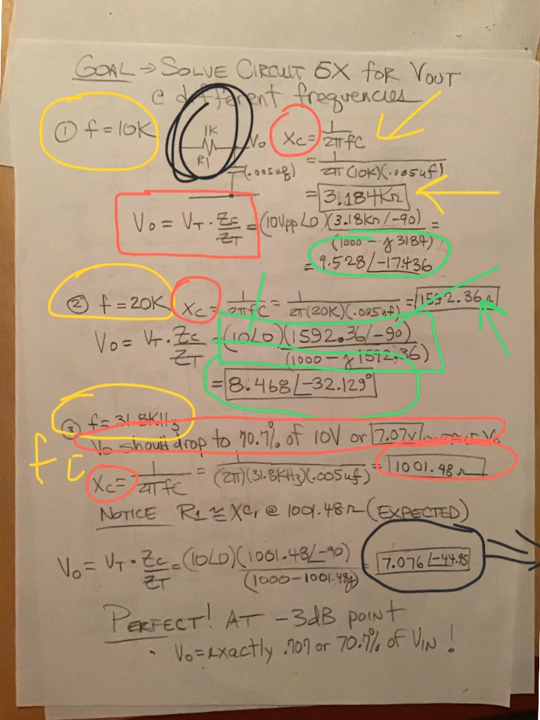 GOAL → SOLVE CIRCUIT 5X FOR VOUT
@ different frequencies
① f = 10K 1K R1 Vo (.005uf) Xc = 1/2πfC
= 1/2π(10K)(.005uf)
= 3.184KΩ
Vo = VT · Zc/ZT = (10Vpp∠0)(3.18KΩ/-90)/(1000 - j3184) =
= 9.528/-17.436
② f = 20K Xc = 1/2πfC = 1/2π(20K)(.005uf) = 1592.36Ω
Vo = VT · Zc/ZT = (10∠0)(1592.36/-90)/(1000 - j1592.36)
= 8.468/-32.129°
③ f = 31.8KHz
Vo should drop to 70.7% of 10V or 7.07V
fc
Xc = 1/2πfC = 1/(2π)(31.8KHz)(.005uf) = 1001.48Ω
NOTICE R1 ≅ Xc, @ 1001.48Ω (EXPECTED)
Vo = VT · Zc/ZT = (10∠0)(1001.48/-90)/(1000-1001.48j) = 7.076/-44.95
PERFECT! AT -3dB POINT
· Vo = exactly .707 or 70.7% of VIN !